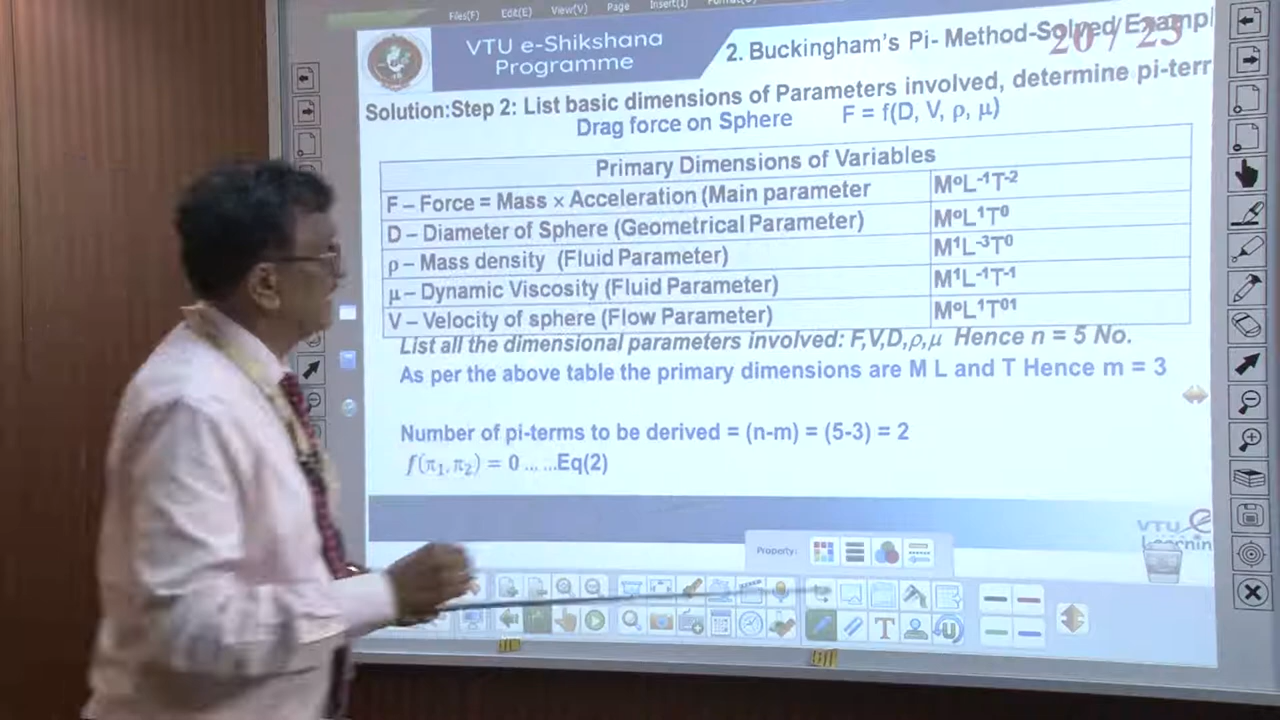 Files(F) Edit(E) View(V) Page Insert(I)
VTU e-Shikshana
Programme
2. Buckingham's Pi- Method-Solved Exampl
20 / 23
Solution:Step 2: List basic dimensions of Parameters involved, determine pi-terr
Drag force on Sphere F = f(D, V, ρ, μ)
Primary Dimensions of Variables
F – Force = Mass × Acceleration (Main parameter M⁰L⁻¹T⁻²
D – Diameter of Sphere (Geometrical Parameter) M⁰L¹T⁰
ρ – Mass density (Fluid Parameter) M¹L⁻³T⁰
μ – Dynamic Viscosity (Fluid Parameter) M¹L⁻¹T⁻¹
V – Velocity of sphere (Flow Parameter) M⁰L¹T⁰¹
List all the dimensional parameters involved: F,V,D,ρ,μ Hence n = 5 No.
As per the above table the primary dimensions are M L and T Hence m = 3
Number of pi-terms to be derived = (n-m) = (5-3) = 2
f(π₁,π₂) = 0 ... ...Eq(2)
VTU e
Learnin
Property: